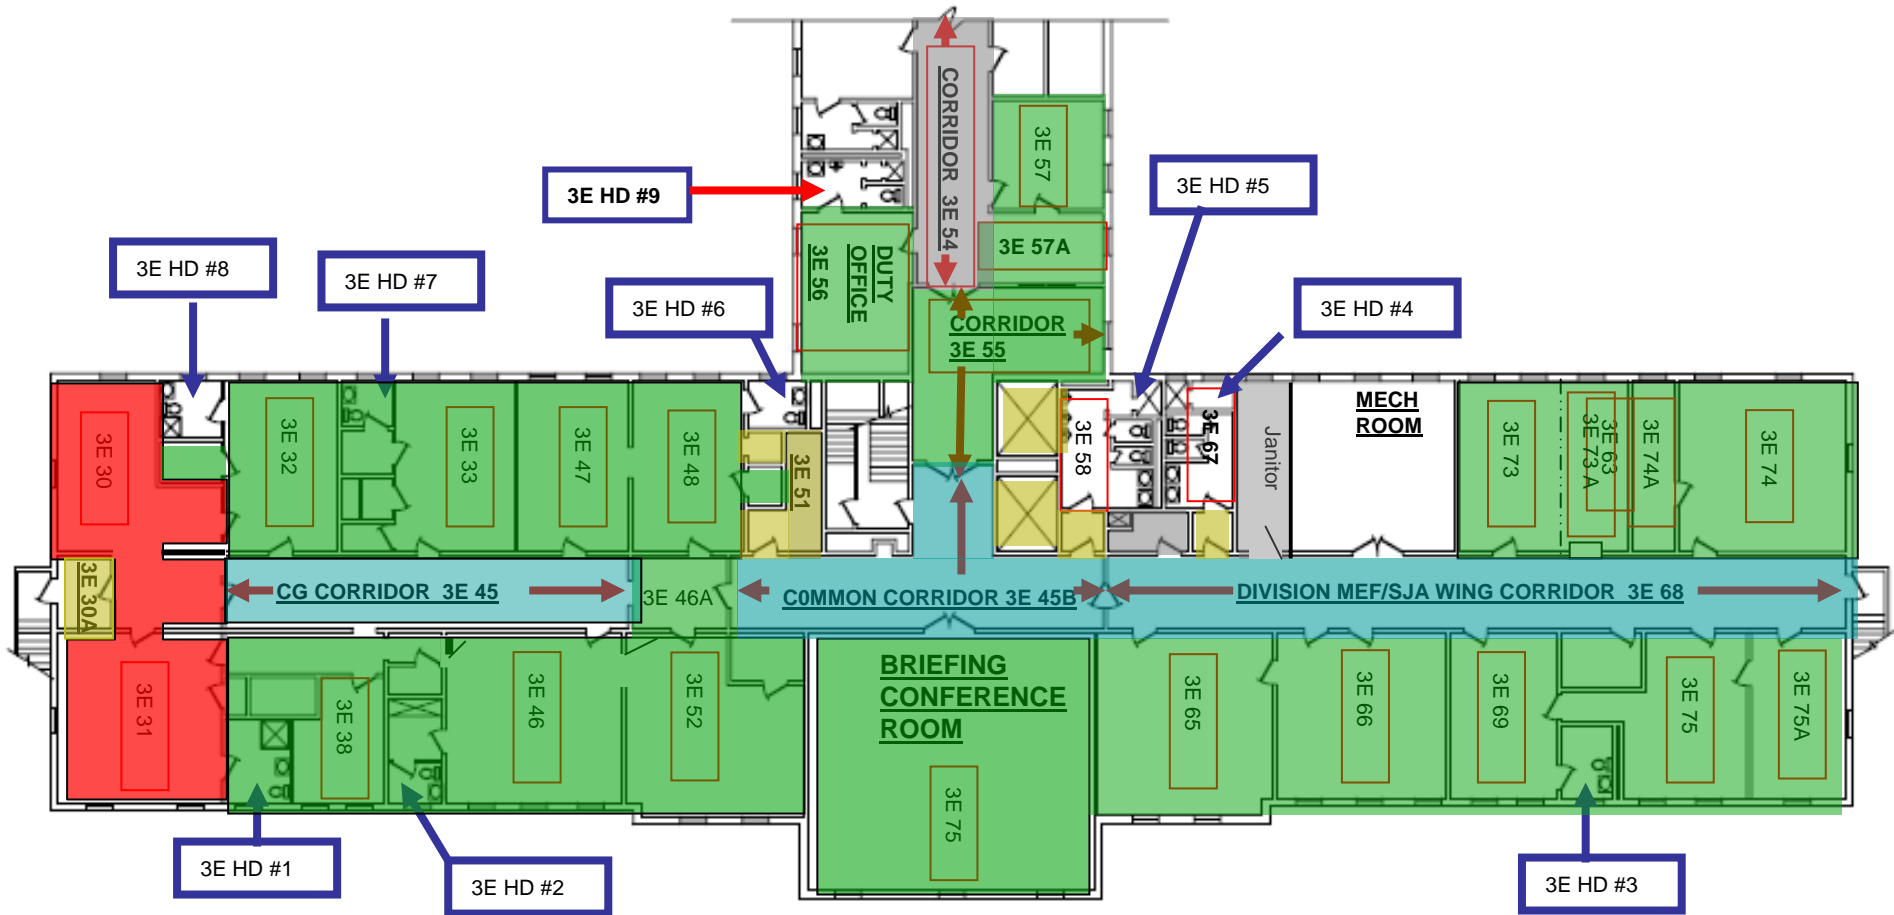 CORRIDOR 3E 54
3E 57
3E HD #9
3E HD #5
3E 57A
DUTY
OFFICE
3E 56
3E HD #8
3E HD #7
3E HD #6
3E HD #4
CORRIDOR
3E 55
MECH
ROOM
3E 30
3E 32
3E 33
3E 47
3E 48
3E 51
3E 58
3E 67
Janitor
3E 73
3E 73 A
3E 63
3E 74A
3E 74
3E 30A
CG CORRIDOR 3E 45
3E 46A
C0MMON CORRIDOR 3E 45B
DIVISION MEF/SJA WING CORRIDOR 3E 68
3E 31
3E 38
3E 46
3E 52
BRIEFING
CONFERENCE
ROOM
3E 75
3E 65
3E 66
3E 69
3E 75
3E 75A
3E HD #1
3E HD #2
3E HD #3